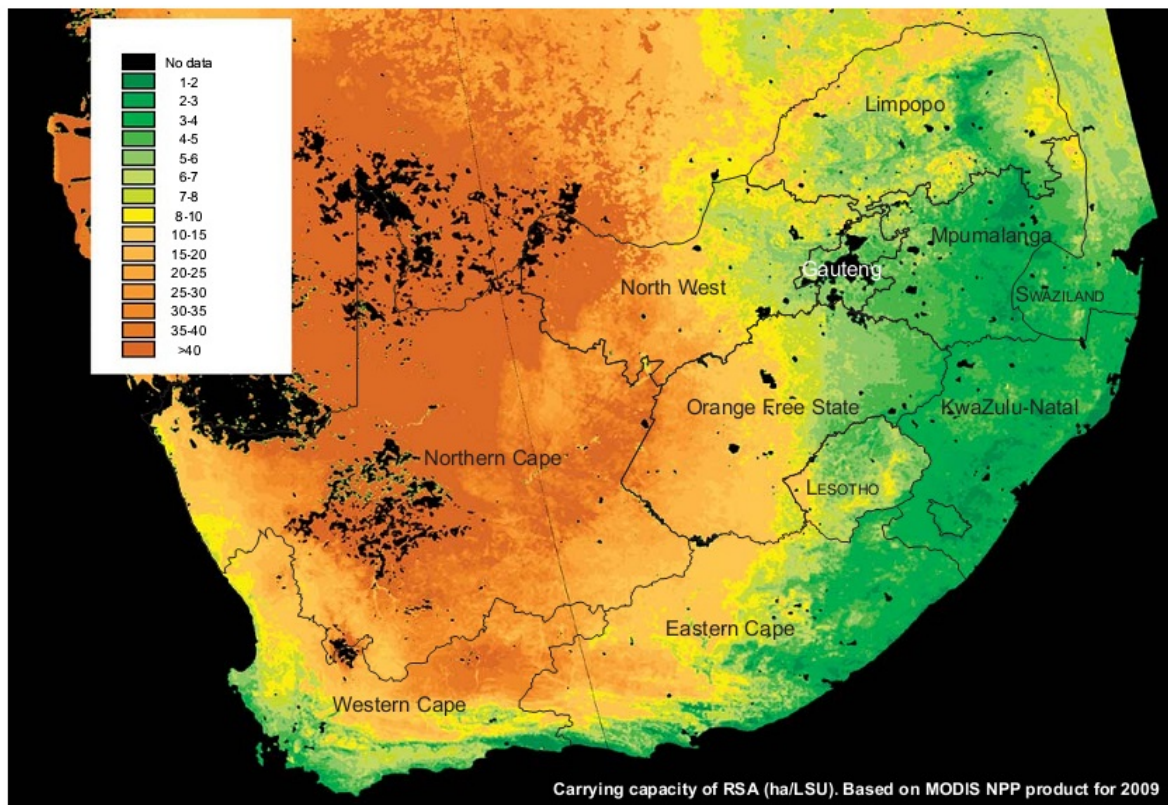 No data
1-2
2-3
3-4
4-5
5-6
6-7
7-8
8-10
10-15
15-20
20-25
25-30
30-35
35-40
>40
Limpopo
Mpumalanga
Gauteng
North West
SWAZILAND
Orange Free State
KwaZulu-Natal
Northern Cape
LESOTHO
Eastern Cape
Western Cape
Carrying capacity of RSA (ha/LSU). Based on MODIS NPP product for 2009